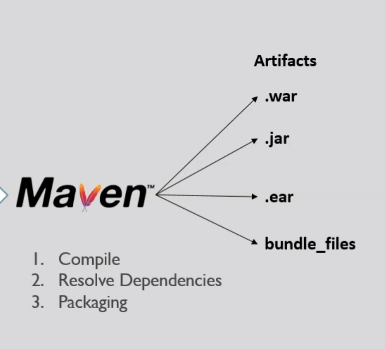 Artifacts
.war
.jar
Maven™
.ear
bundle_files
1. Compile
2. Resolve Dependencies
3. Packaging